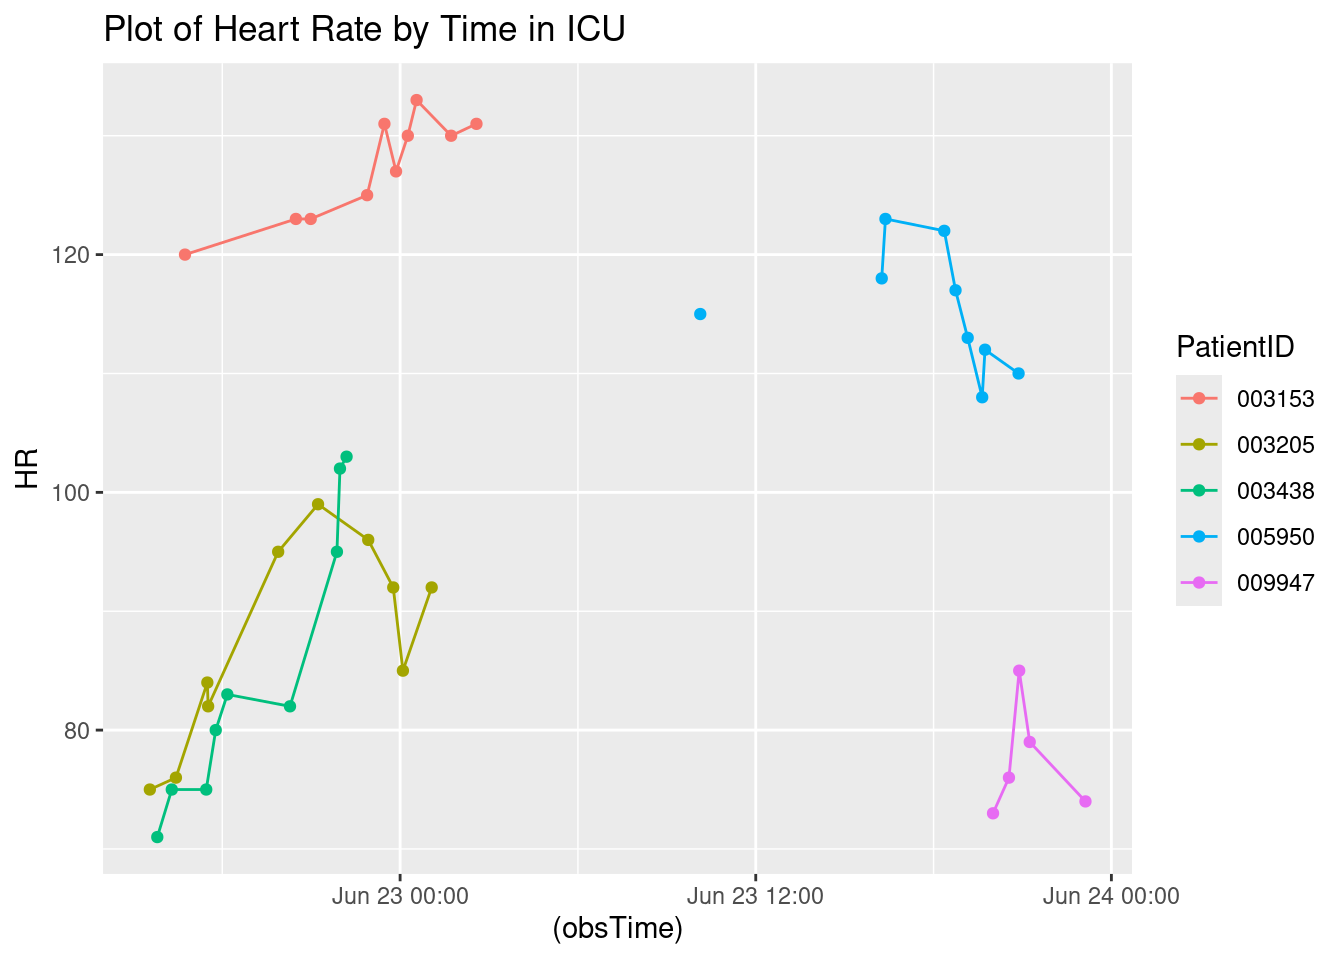 Plot of Heart Rate by Time in ICU
HR
120
100
80
Jun 23 00:00
Jun 23 12:00
Jun 24 00:00
(obsTime)
PatientID
003153
003205
003438
005950
009947